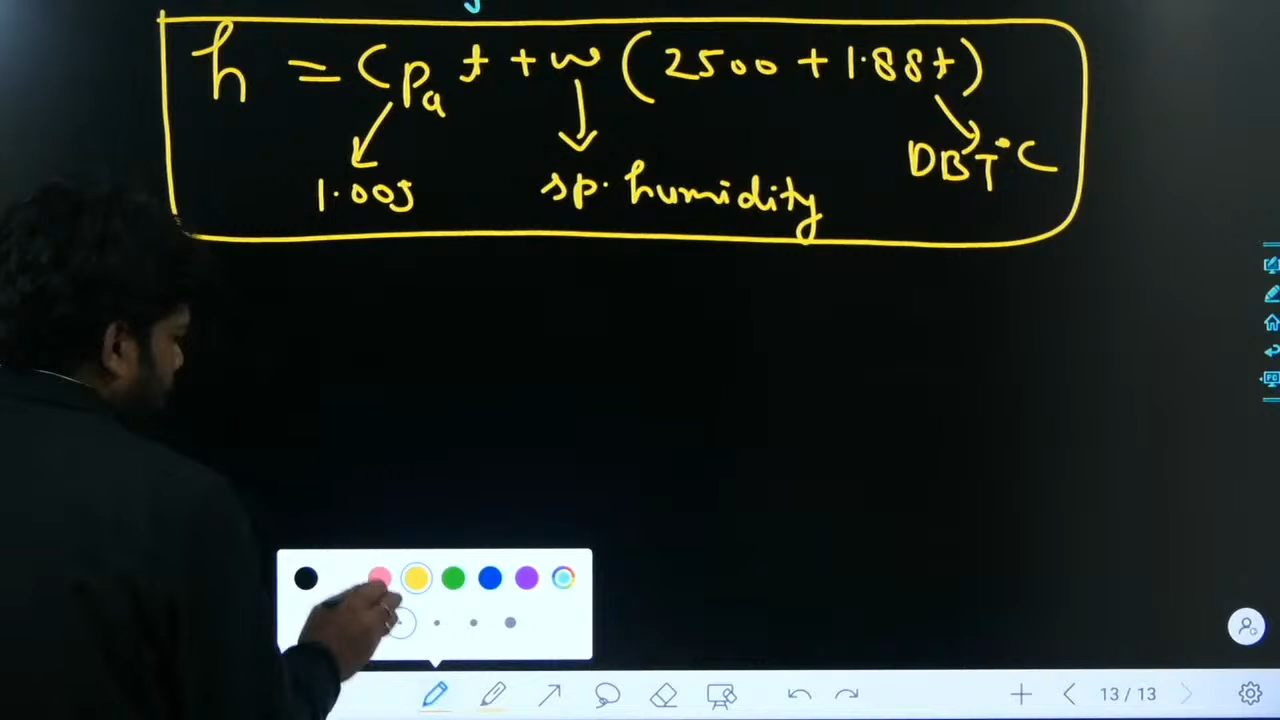 h = Cpₐ t + w (2500 + 1.88t)
1.005
sp. humidity
DBT °C
13 / 13